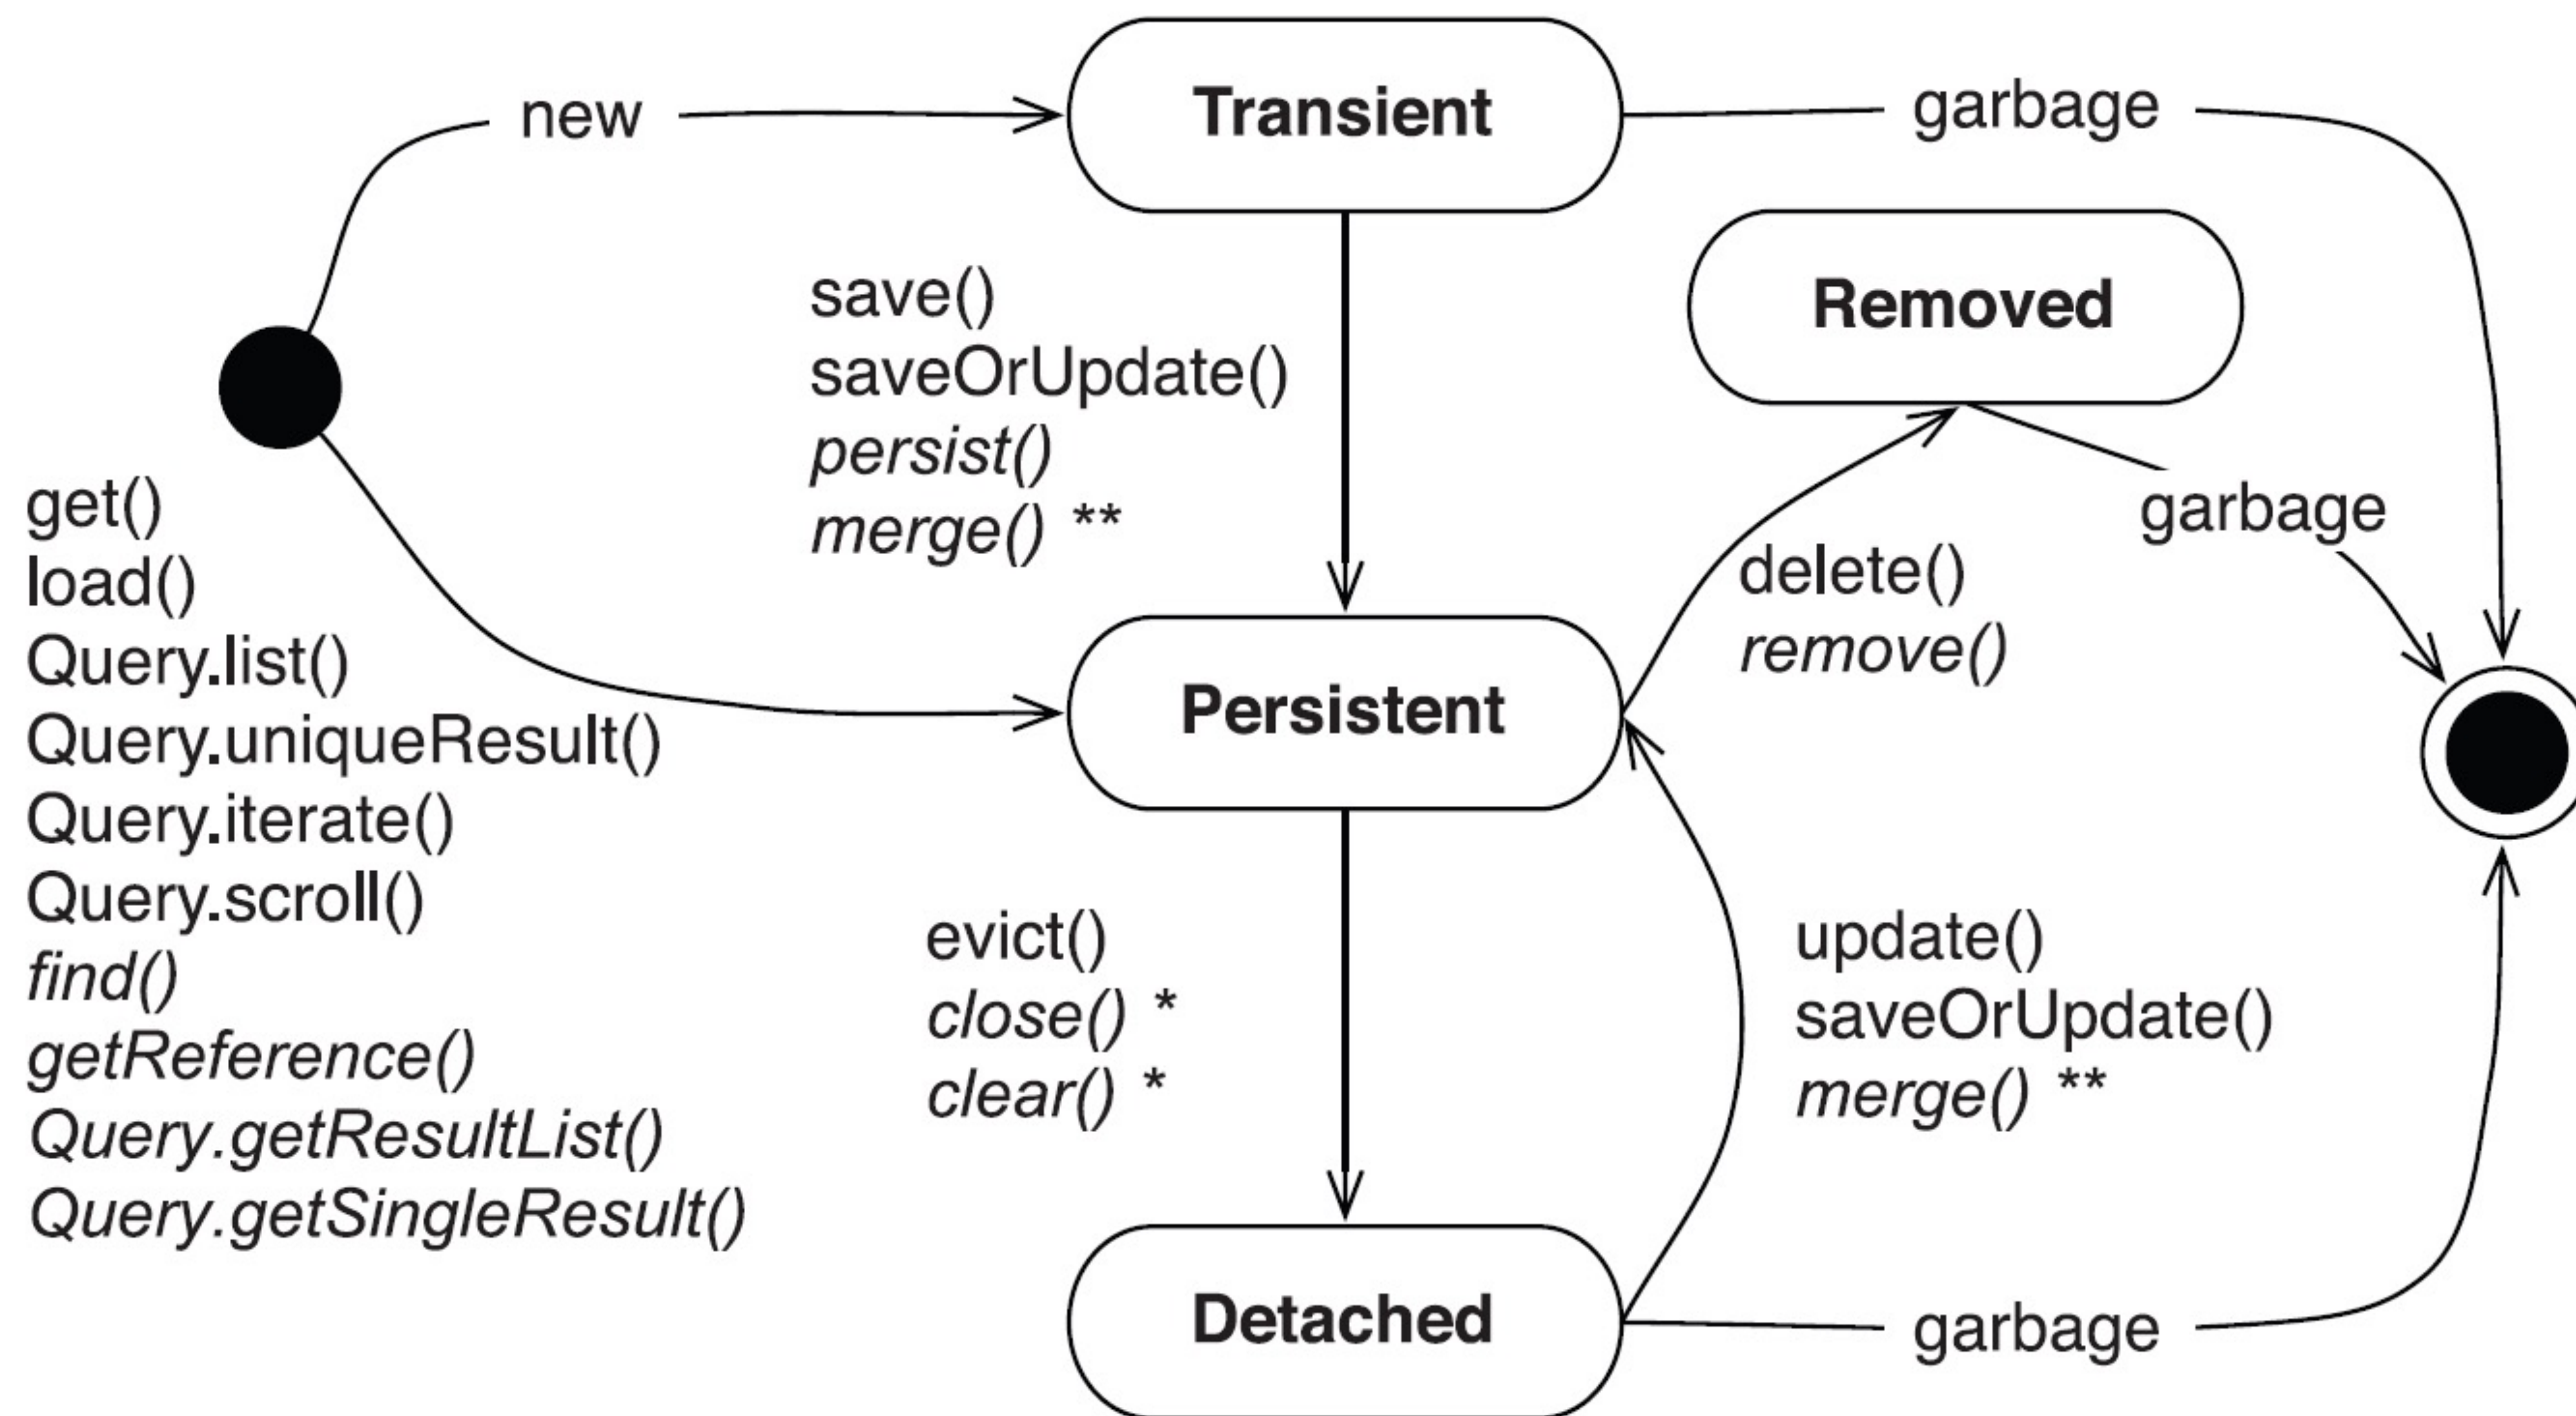 new
Transient
garbage
Removed
save()
saveOrUpdate()
persist()
merge() **
garbage
delete()
remove()
get()
load()
Query.list()
Query.uniqueResult()
Query.iterate()
Query.scroll()
find()
getReference()
Query.getResultList()
Query.getSingleResult()
Persistent
evict()
close() *
clear() *
update()
saveOrUpdate()
merge() **
Detached
garbage